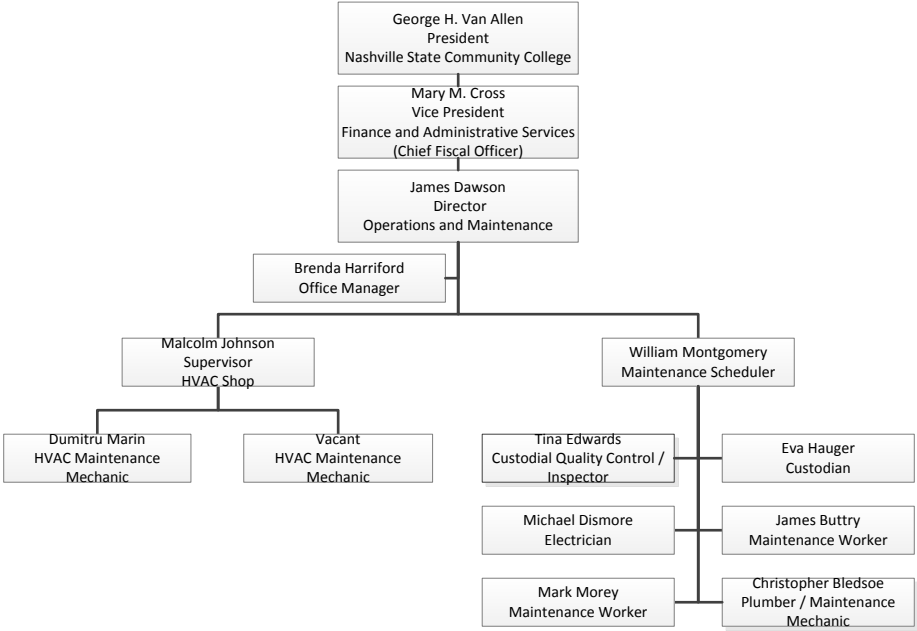 George H. Van Allen
President
Nashville State Community College
Mary M. Cross
Vice President
Finance and Administrative Services
(Chief Fiscal Officer)
James Dawson
Director
Operations and Maintenance
Brenda Harriford
Office Manager
Malcolm Johnson
Supervisor
HVAC Shop
William Montgomery
Maintenance Scheduler
Dumitru Marin
HVAC Maintenance
Mechanic
Vacant
HVAC Maintenance
Mechanic
Tina Edwards
Custodial Quality Control /
Inspector
Eva Hauger
Custodian
Michael Dismore
Electrician
James Buttry
Maintenance Worker
Mark Morey
Maintenance Worker
Christopher Bledsoe
Plumber / Maintenance
Mechanic